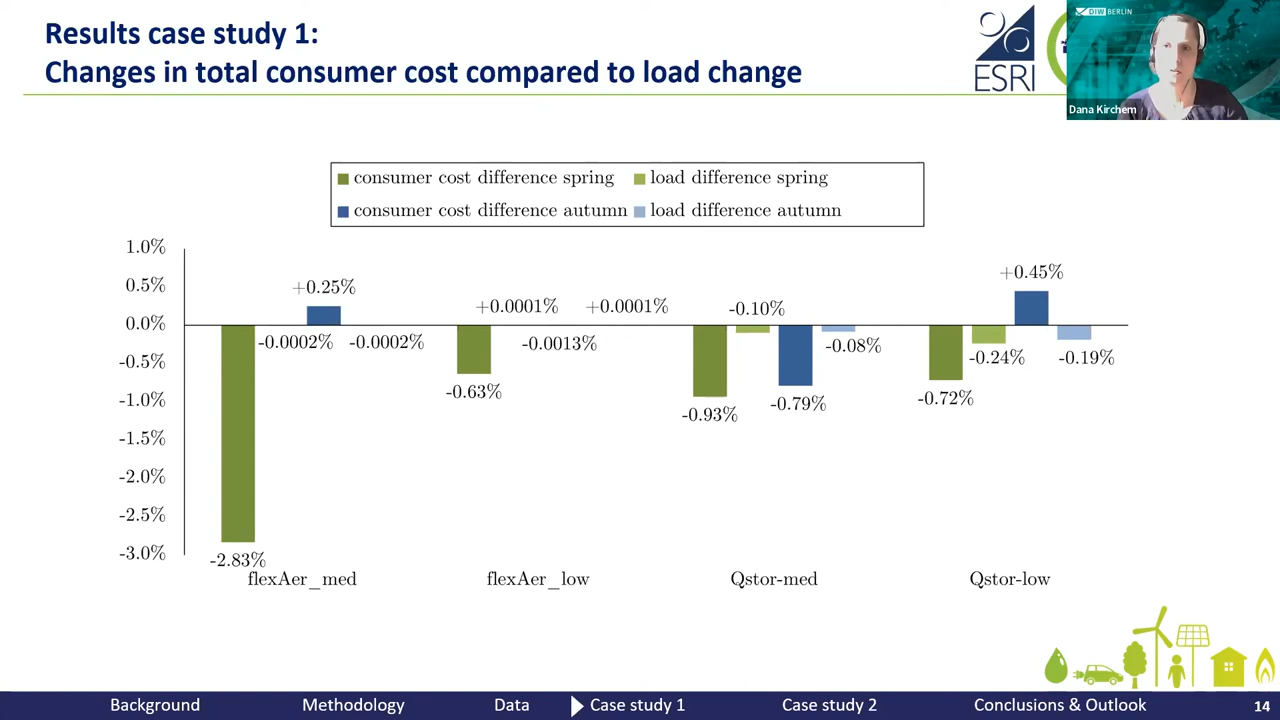 Results case study 1:
Changes in total consumer cost compared to load change
ESRI
DIW BERLIN
Dana Kirchem
consumer cost difference spring
load difference spring
consumer cost difference autumn
load difference autumn
1.0%
0.5%
0.0%
-0.5%
-1.0%
-1.5%
-2.0%
-2.5%
-3.0%
-2.83%
-0.0002%
+0.25%
-0.0002%
-0.63%
+0.0001%
-0.0013%
+0.0001%
-0.93%
-0.10%
-0.79%
-0.08%
-0.72%
-0.24%
+0.45%
-0.19%
flexAer_med
flexAer_low
Qstor-med
Qstor-low
Background Methodology Data Case study 1 Case study 2 Conclusions & Outlook 14